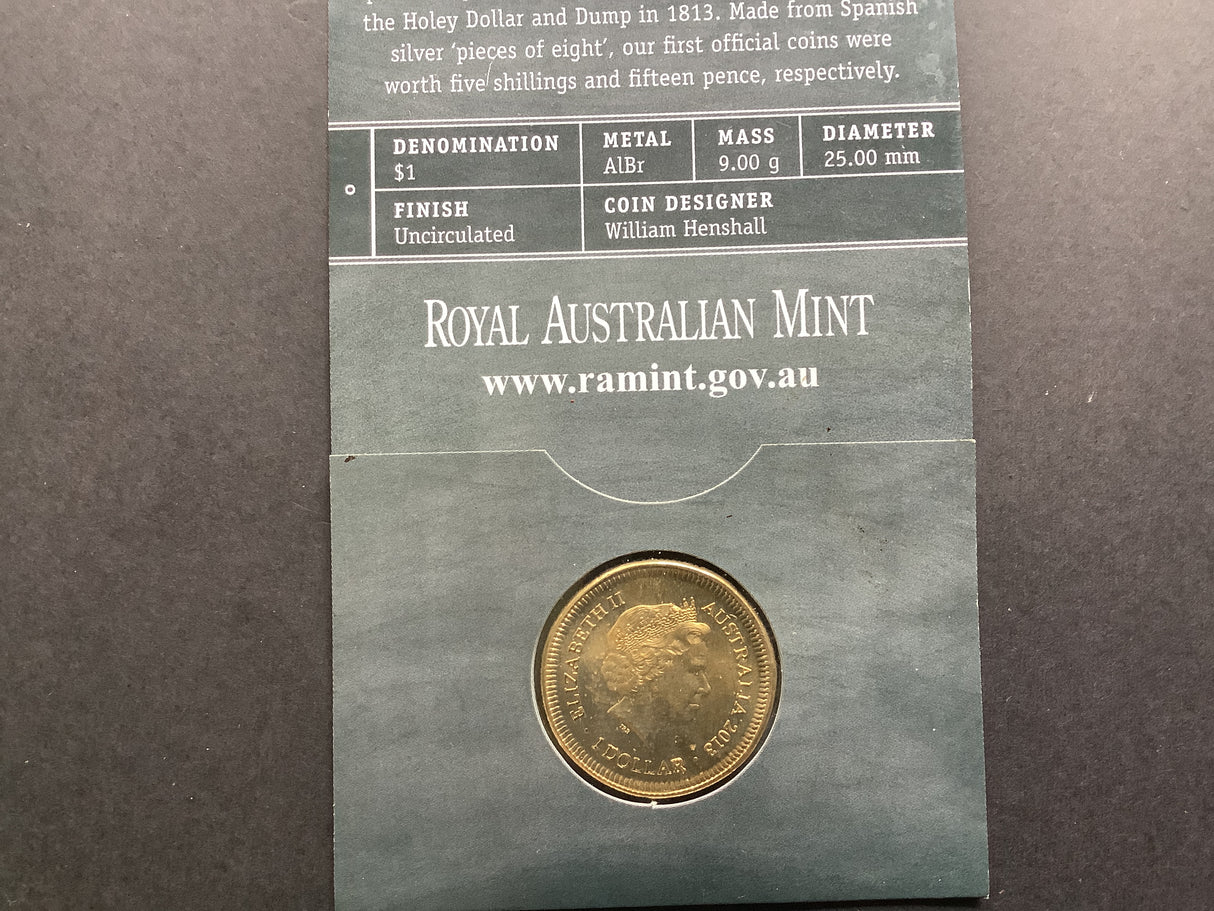 the Holey Dollar and Dump in 1813. Made from Spanish
silver ‘pieces of eight’, our first official coins were
worth five shillings and fifteen pence, respectively.
DENOMINATION
$1
METAL
AlBr
MASS
9.00 g
DIAMETER
25.00 mm
FINISH
Uncirculated
COIN DESIGNER
William Henshall
ROYAL AUSTRALIAN MINT
www.ramint.gov.au
ELIZABETH II
AUSTRALIA 2013
1 DOLLAR